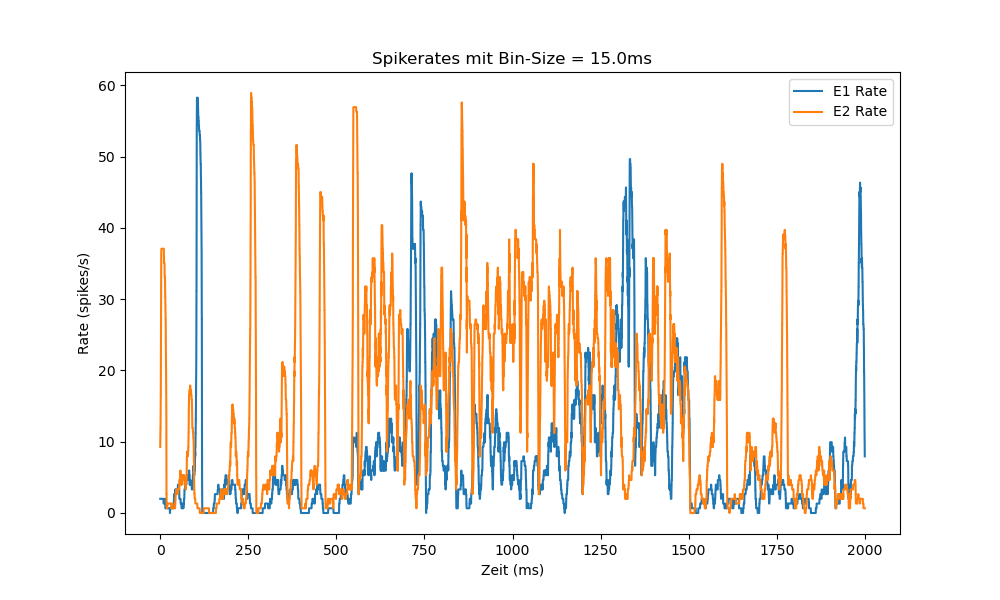 Spikerates mit Bin-Size = 15.0ms
E1 Rate
E2 Rate
Rate (spikes/s)
60
50
40
30
20
10
0
0 250 500 750 1000 1250 1500 1750 2000
Zeit (ms)